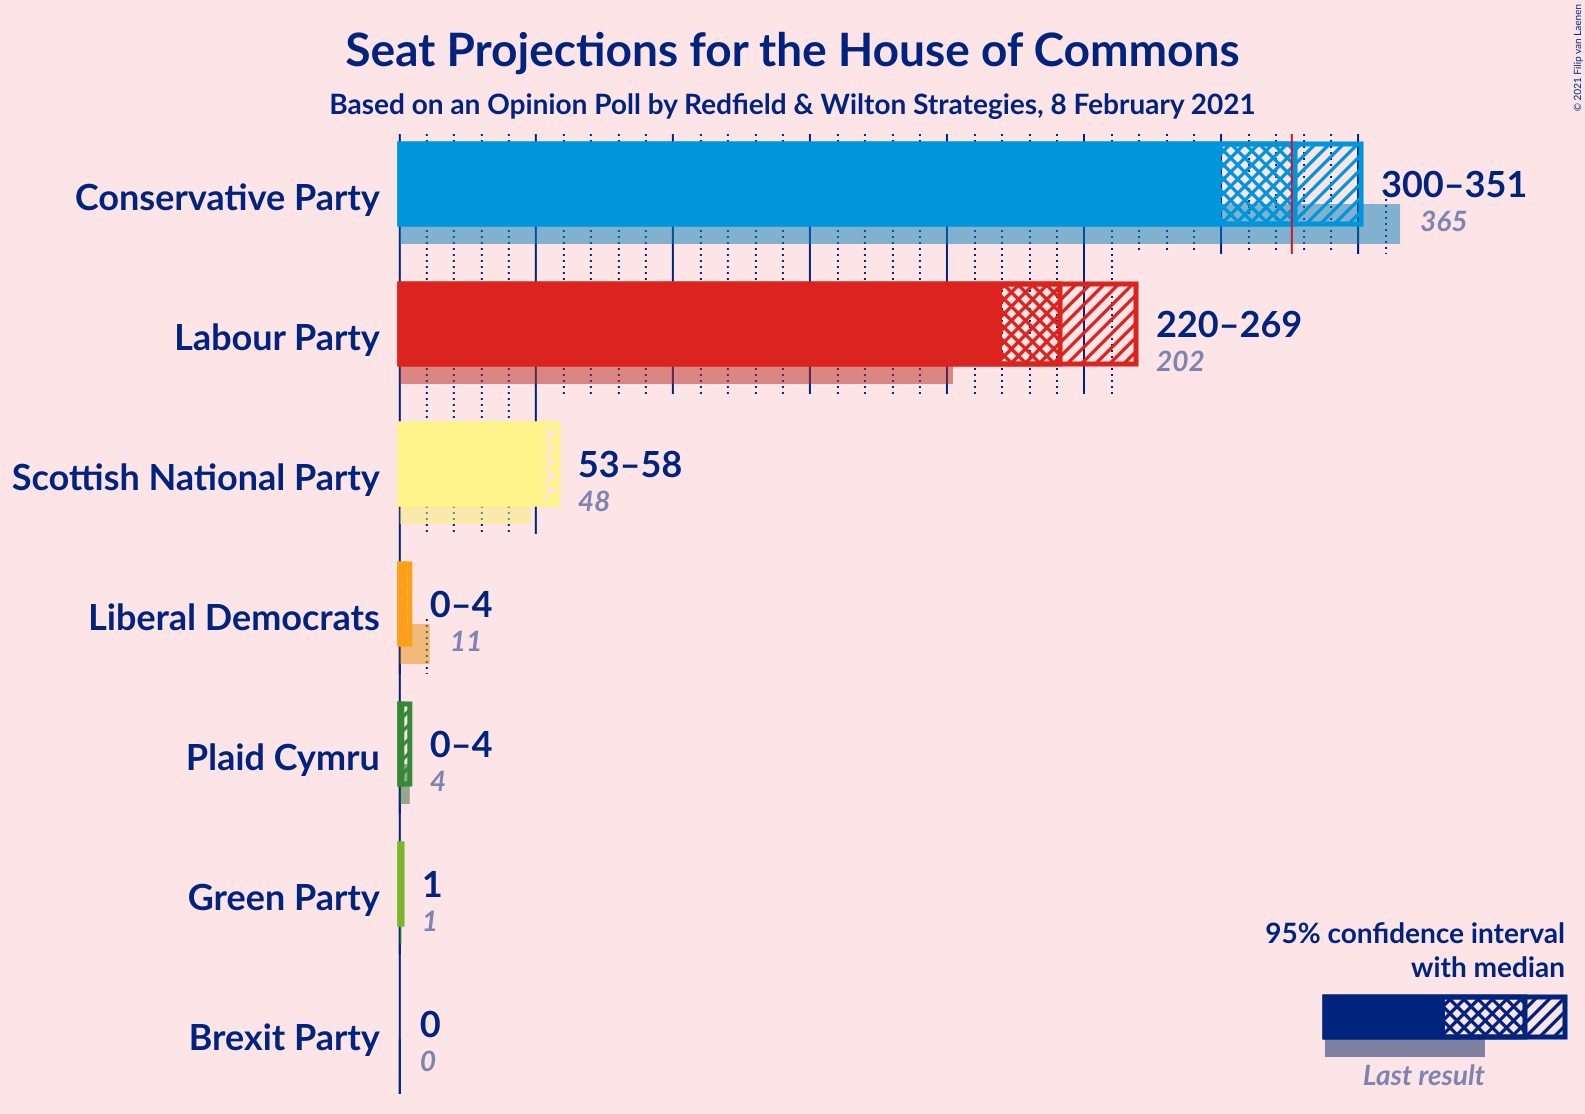 Seat Projections for the House of Commons
Based on an Opinion Poll by Redfield & Wilton Strategies, 8 February 2021
© 2021 Filip van Laenen
Conservative Party
300–351
365
Labour Party
220–269
202
Scottish National Party
53–58
48
Liberal Democrats
0–4
11
Plaid Cymru
0–4
4
Green Party
1
1
Brexit Party
0
0
95% confidence interval
with median
Last result